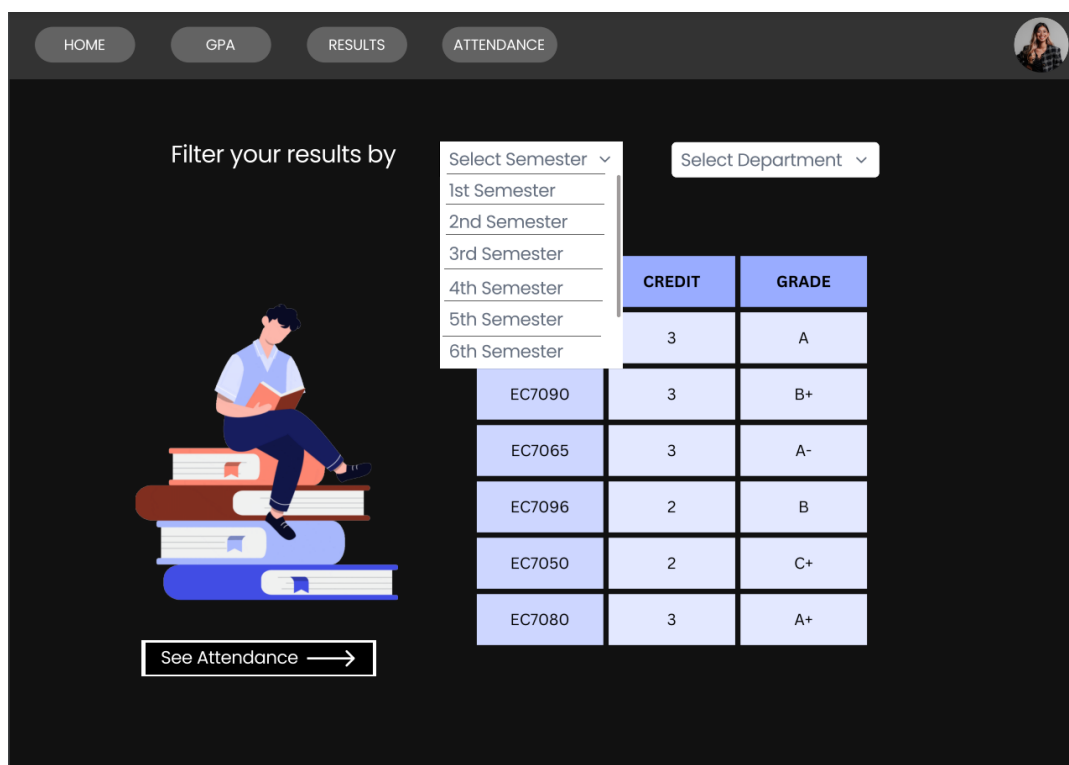 HOME GPA RESULTS ATTENDANCE
Filter your results by
Select Semester
Select Department
1st Semester
2nd Semester
3rd Semester
4th Semester
5th Semester
6th Semester
CREDIT GRADE
3 A
EC7090 3 B+
EC7065 3 A-
EC7096 2 B
EC7050 2 C+
EC7080 3 A+
See Attendance